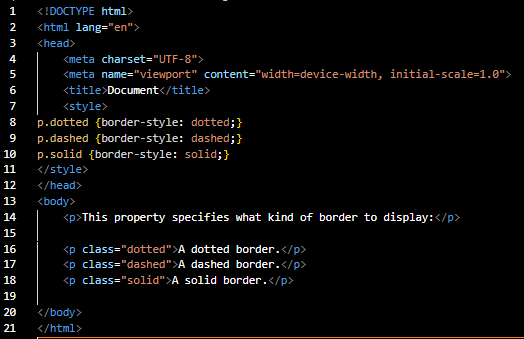 1 <!DOCTYPE html>
2 <html lang="en">
3 <head>
4     <meta charset="UTF-8">
5     <meta name="viewport" content="width=device-width, initial-scale=1.0">
6     <title>Document</title>
7     <style>
8 p.dotted {border-style: dotted;}
9 p.dashed {border-style: dashed;}
10 p.solid {border-style: solid;}
11 </style>
12 </head>
13 <body>
14     <p>This property specifies what kind of border to display:</p>
15
16     <p class="dotted">A dotted border.</p>
17     <p class="dashed">A dashed border.</p>
18     <p class="solid">A solid border.</p>
19
20 </body>
21 </html>